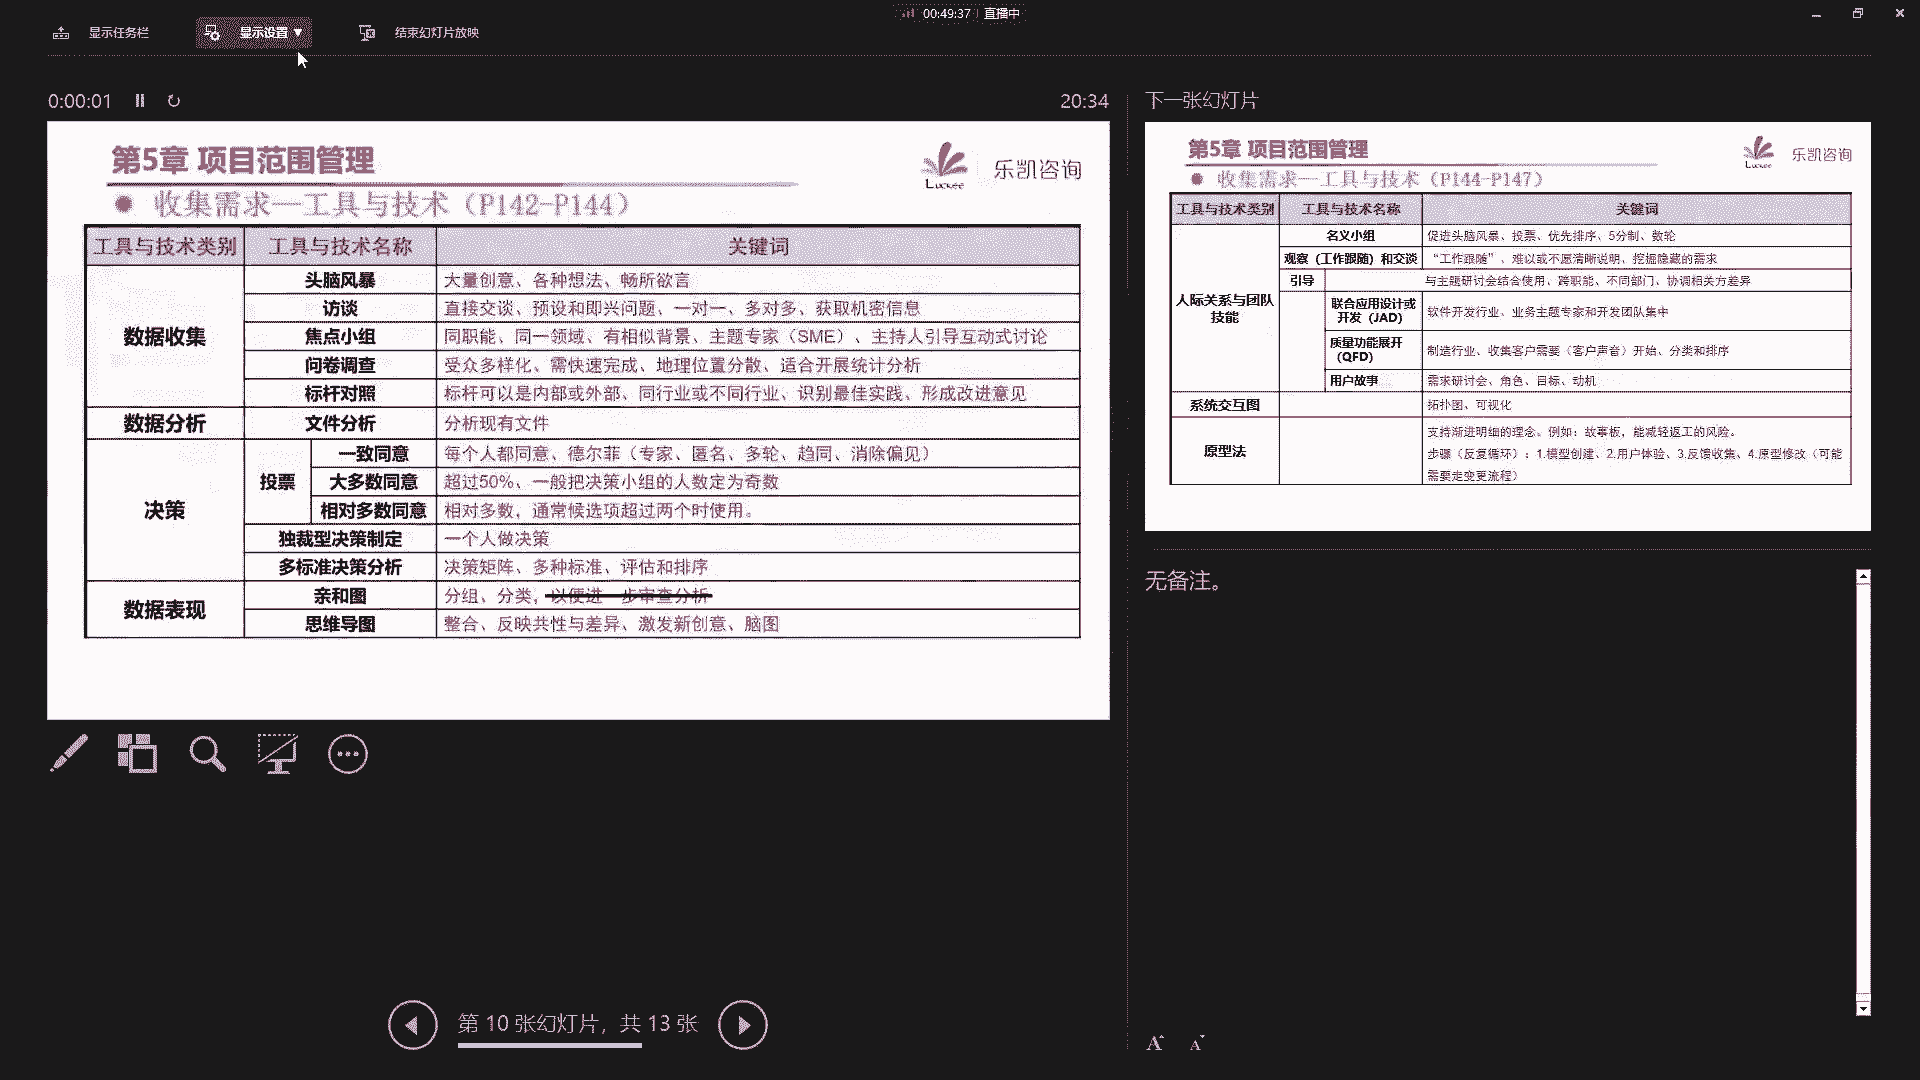 00:49:37 直播中
显示任务栏 显示设置▼ 结束幻灯片放映
0:00:01 20:34
第5章 项目范围管理
Luckee 乐凯咨询
收集需求—工具与技术（P142-P144）
工具与技术类别 工具与技术名称 关键词
数据收集
头脑风暴 大量创意、各种想法、畅所欲言
访谈 直接交谈、预设和即兴问题、一对一、多对多、获取机密信息
焦点小组 同职能、同一领域、有相似背景、主题专家（SME）、主持人引导互动式讨论
问卷调查 受众多样化、需快速完成、地理位置分散、适合开展统计分析
标杆对照 标杆可以是内部或外部、同行业或不同行业、识别最佳实践、形成改进意见
数据分析 文件分析 分析现有文件
决策
投票
一致同意 每个人都同意、德尔菲（专家、匿名、多轮、趋同、消除偏见）
大多数同意 超过50%、一般把决策小组的人数定为奇数
相对多数同意 相对多数，通常候选项超过两个时使用。
独裁型决策制定 一个人做决策
多标准决策分析 决策矩阵、多种标准、评估和排序
数据表现
亲和图 分组、分类，以便进一步审查分析
思维导图 整合、反映共性与差异、激发新创意、脑图
第 10 张幻灯片，共 13 张
下一张幻灯片
第5章 项目范围管理
Luckee 乐凯咨询
收集需求—工具与技术（P144-P147）
工具与技术类别 工具与技术名称 关键词
人际关系与团队技能
名义小组 促进头脑风暴、投票、优先排序、5分制、数轮
观察（工作跟随）和交谈 “工作跟随”、难以或不愿清晰说明、挖掘隐藏的需求
引导 与主题研讨会结合使用、跨职能、不同部门、协调相关方差异
联合应用设计或开发（JAD） 软件开发行业、业务主题专家和开发团队集中
质量功能展开（QFD） 制造行业、收集客户需要（客户声音）开始、分类和排序
用户故事 需求研讨会、角色、目标、动机
系统交互图 拓扑图、可视化
原型法
支持渐进明细的理念。例如：故事板，能减轻返工的风险。
步骤（反复循环）：1.模型创建、2.用户体验、3.反馈收集、4.原型修改（可能
需要走变更流程）
无备注。
A A